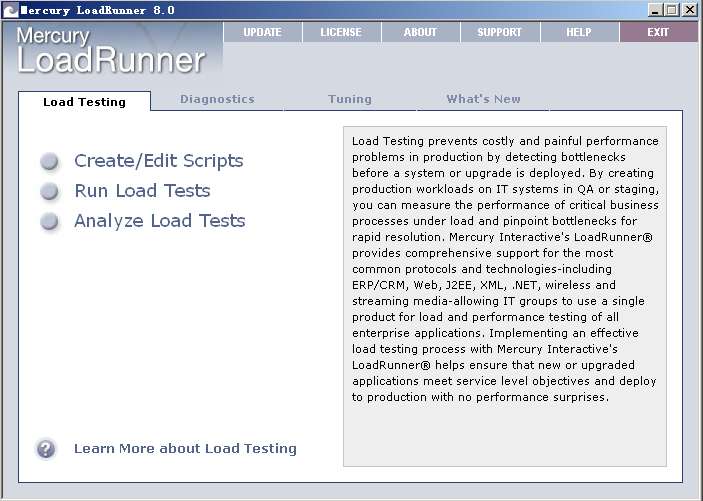 Mercury LoadRunner 8.0
Mercury
LoadRunner
UPDATE LICENSE ABOUT SUPPORT HELP EXIT
Load Testing Diagnostics Tuning What's New
Create/Edit Scripts
Run Load Tests
Analyze Load Tests
Load Testing prevents costly and painful performance
problems in production by detecting bottlenecks
before a system or upgrade is deployed. By creating
production workloads on IT systems in QA or staging,
you can measure the performance of critical business
processes under load and pinpoint bottlenecks for
rapid resolution. Mercury Interactive's LoadRunner®
provides comprehensive support for the most
common protocols and technologies-including
ERP/CRM, Web, J2EE, XML, .NET, wireless and
streaming media-allowing IT groups to use a single
product for load and performance testing of all
enterprise applications. Implementing an effective
load testing process with Mercury Interactive's
LoadRunner® helps ensure that new or upgraded
applications meet service level objectives and deploy
to production with no performance surprises.
? Learn More about Load Testing